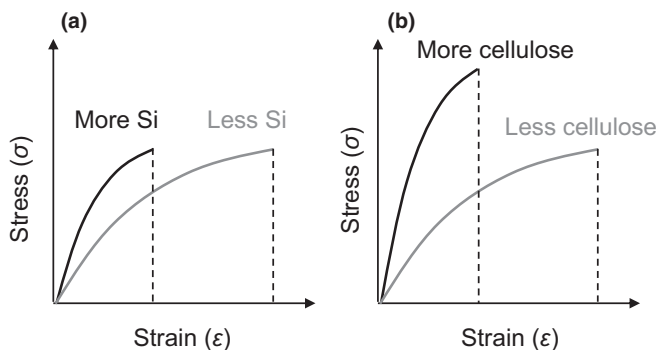 (a)
More Si
Less Si
Stress (σ)
Strain (ε)
(b)
More cellulose
Less cellulose
Stress (σ)
Strain (ε)